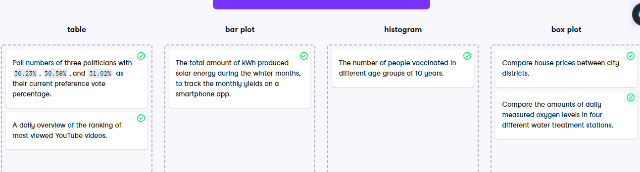 table
Poll numbers of three politicians with
30.23% , 30.58% , and 31.02% as
their current preference vote
percentage.
A daily overview of the ranking of
most viewed YouTube videos.
bar plot
The total amount of kWh produced
solar energy during the winter months,
to track the monthly yields on a
smartphone app.
histogram
The number of people vaccinated in
different age groups of 10 years.
box plot
Compare house prices between city
districts.
Compare the amounts of daily
measured oxygen levels in four
different water treatment stations.